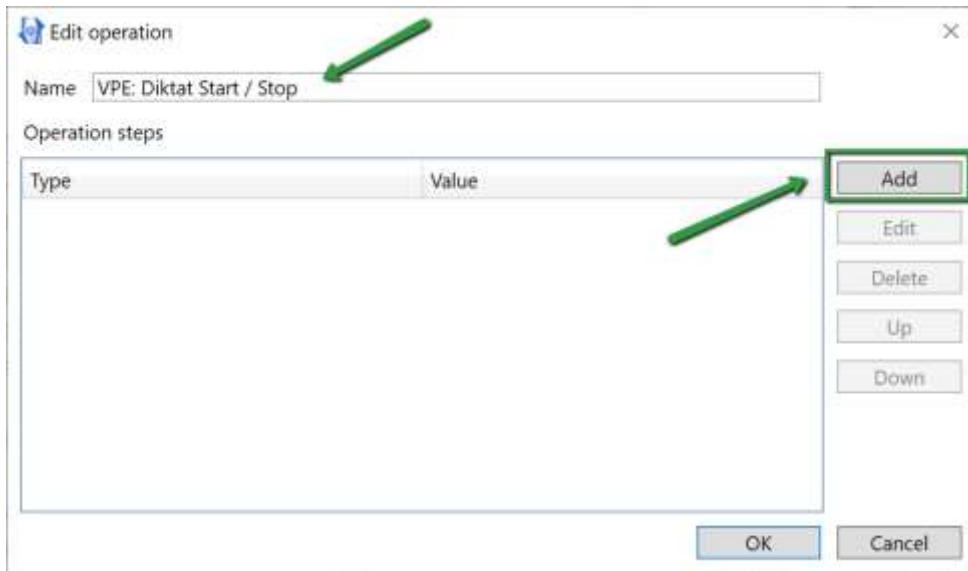 Edit operation
Name VPE: Diktat Start / Stop
Operation steps
Type Value
Add
Edit
Delete
Up
Down
OK Cancel